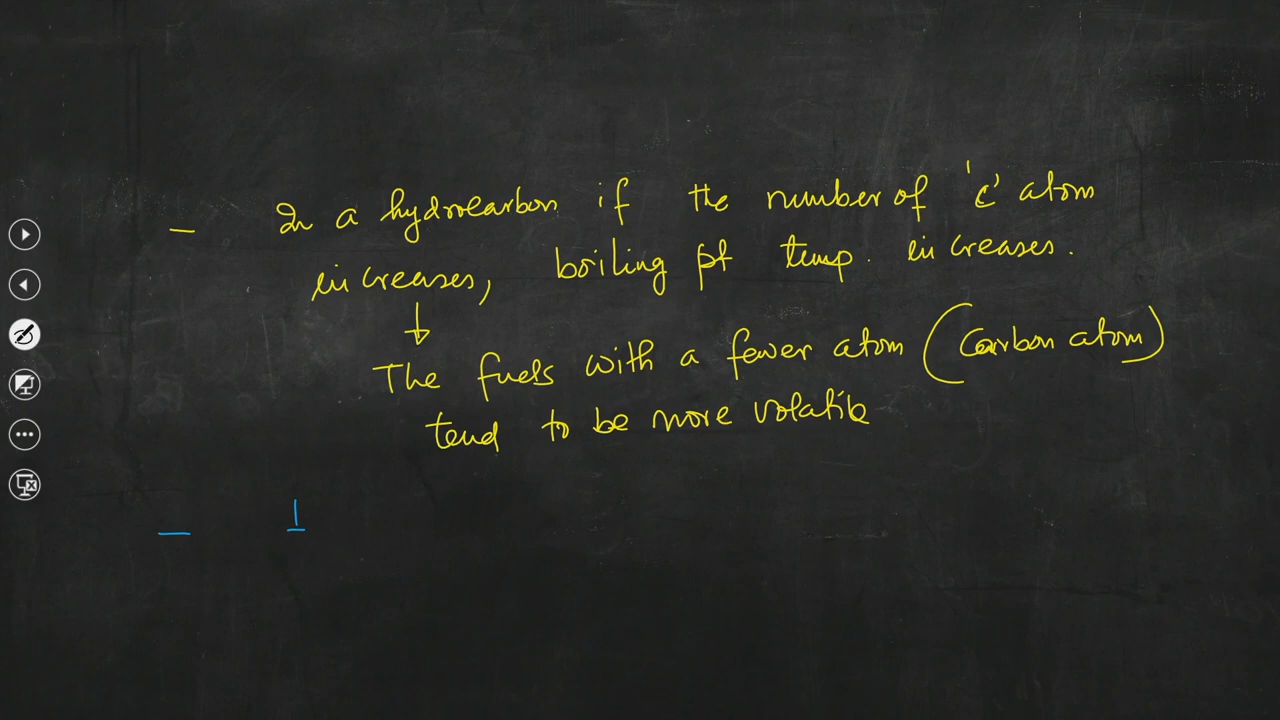 — In a hydrocarbon if the number of 'c' atom
increases, boiling pt temp. increases.
↓
The fuels with a fewer atom (Carbon atom)
tend to be more volatile
—